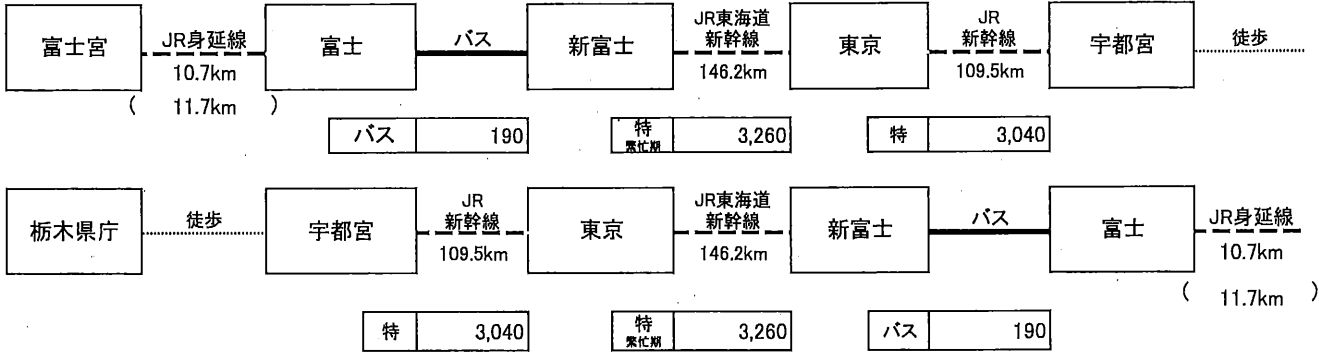 富士宮 JR身延線 富士 バス 新富士 JR東海道新幹線 東京 JR新幹線 宇都宮 徒歩
10.7km 146.2km 109.5km
( 11.7km )
バス 190 特 繁忙期 3,260 特 3,040
栃木県庁 徒歩 宇都宮 JR新幹線 東京 JR東海道新幹線 新富士 バス 富士 JR身延線
109.5km 146.2km 10.7km
( 11.7km )
特 3,040 特 繁忙期 3,260 バス 190